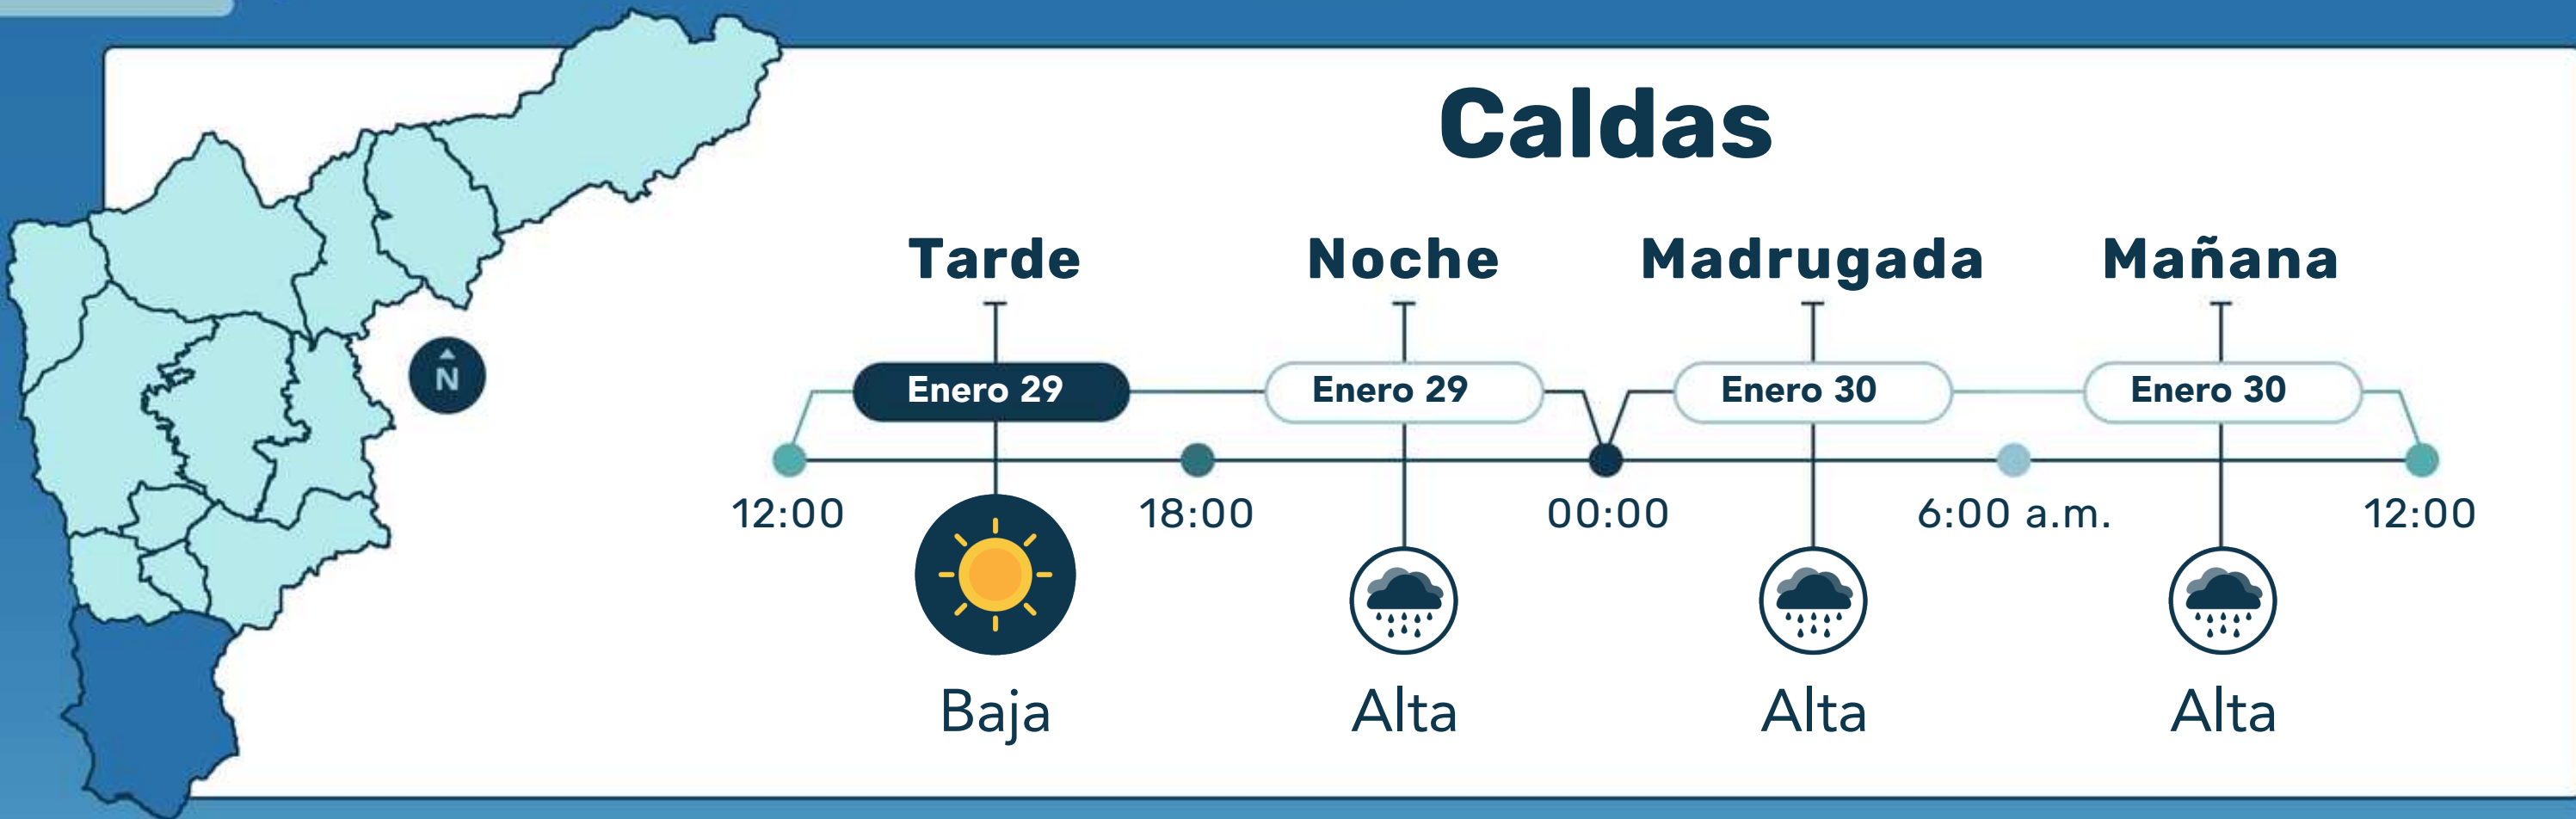 Caldas
Tarde
Noche
Madrugada
Mañana
Enero 29
Enero 29
Enero 30
Enero 30
N
12:00
18:00
00:00
6:00 a.m.
12:00
Baja
Alta
Alta
Alta